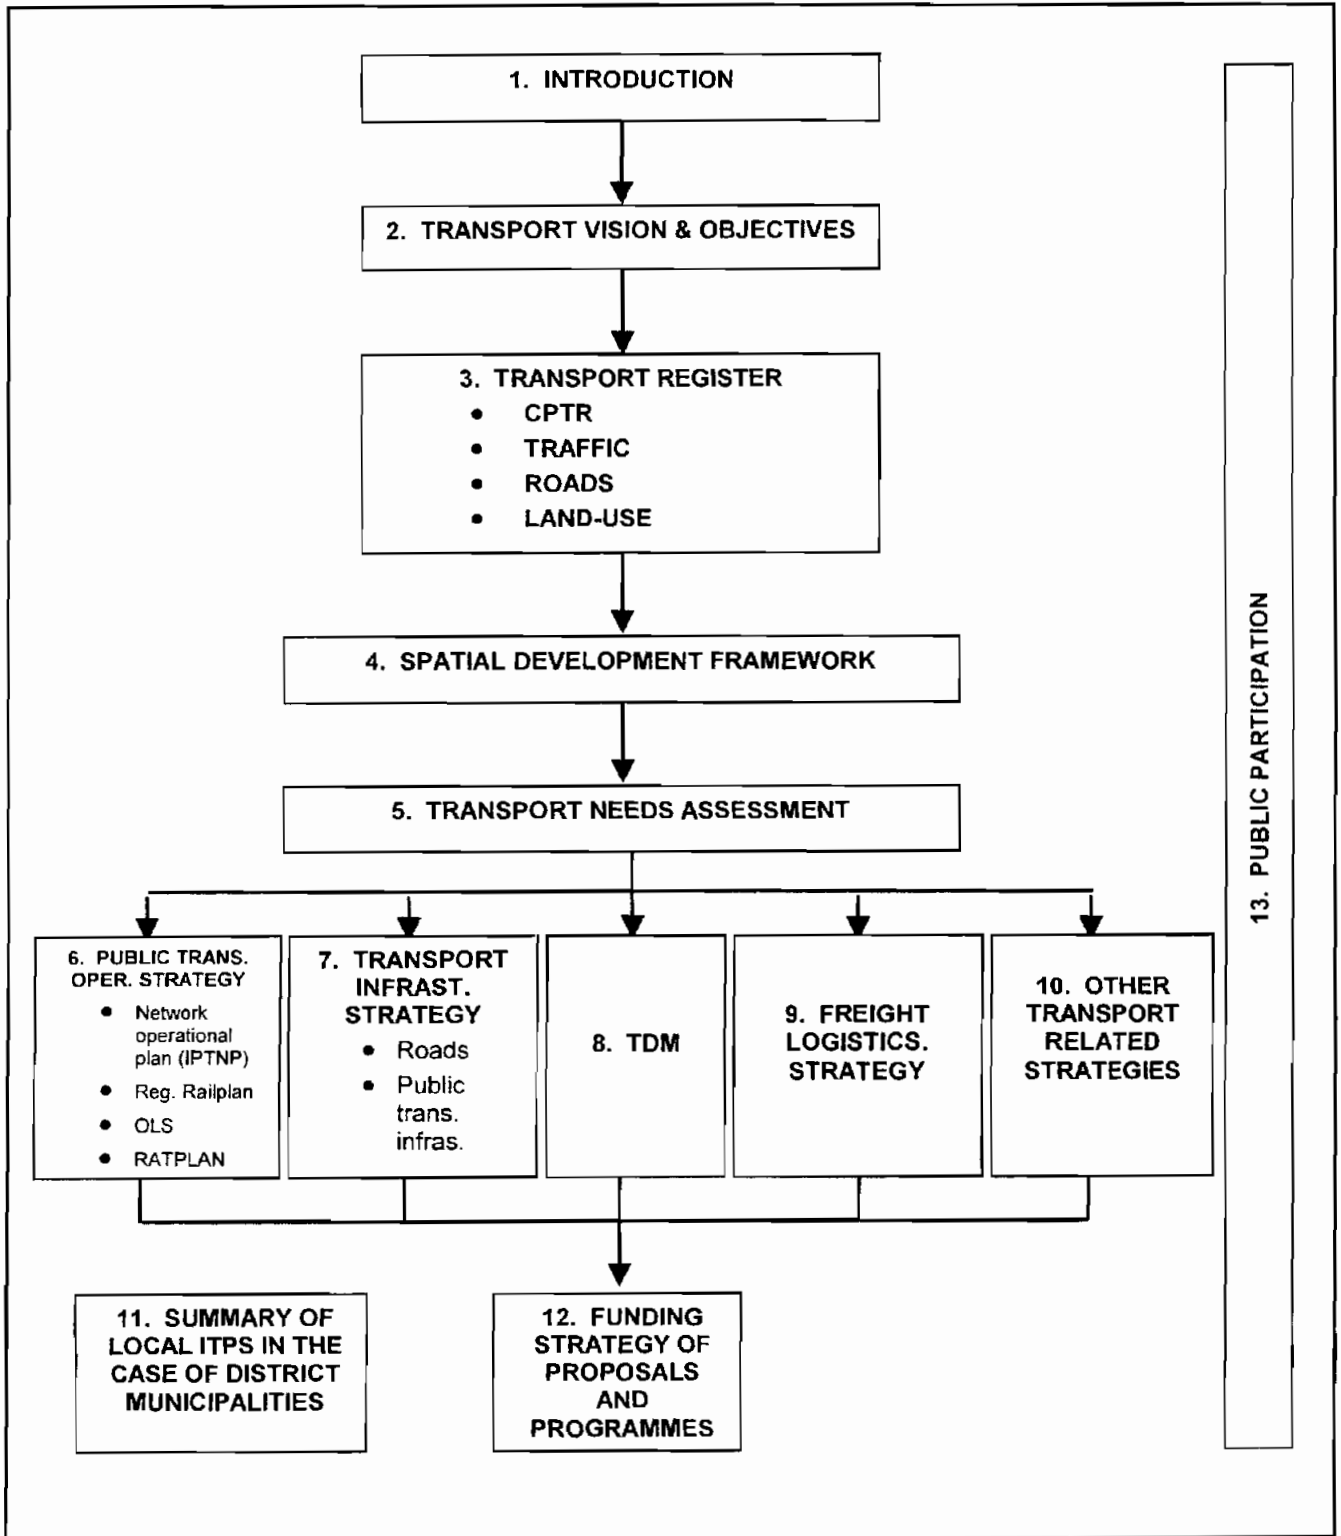 1. INTRODUCTION
2. TRANSPORT VISION & OBJECTIVES
3. TRANSPORT REGISTER
• CPTR
• TRAFFIC
• ROADS
• LAND-USE
4. SPATIAL DEVELOPMENT FRAMEWORK
5. TRANSPORT NEEDS ASSESSMENT
6. PUBLIC TRANS.
OPER. STRATEGY
• Network
operational
plan (IPTNP)
• Reg. Railplan
• OLS
• RATPLAN
7. TRANSPORT
INFRAST.
STRATEGY
• Roads
• Public
trans.
infras.
8. TDM
9. FREIGHT
LOGISTICS.
STRATEGY
10. OTHER
TRANSPORT
RELATED
STRATEGIES
11. SUMMARY OF
LOCAL ITPS IN THE
CASE OF DISTRICT
MUNICIPALITIES
12. FUNDING
STRATEGY OF
PROPOSALS
AND
PROGRAMMES
13. PUBLIC PARTICIPATION